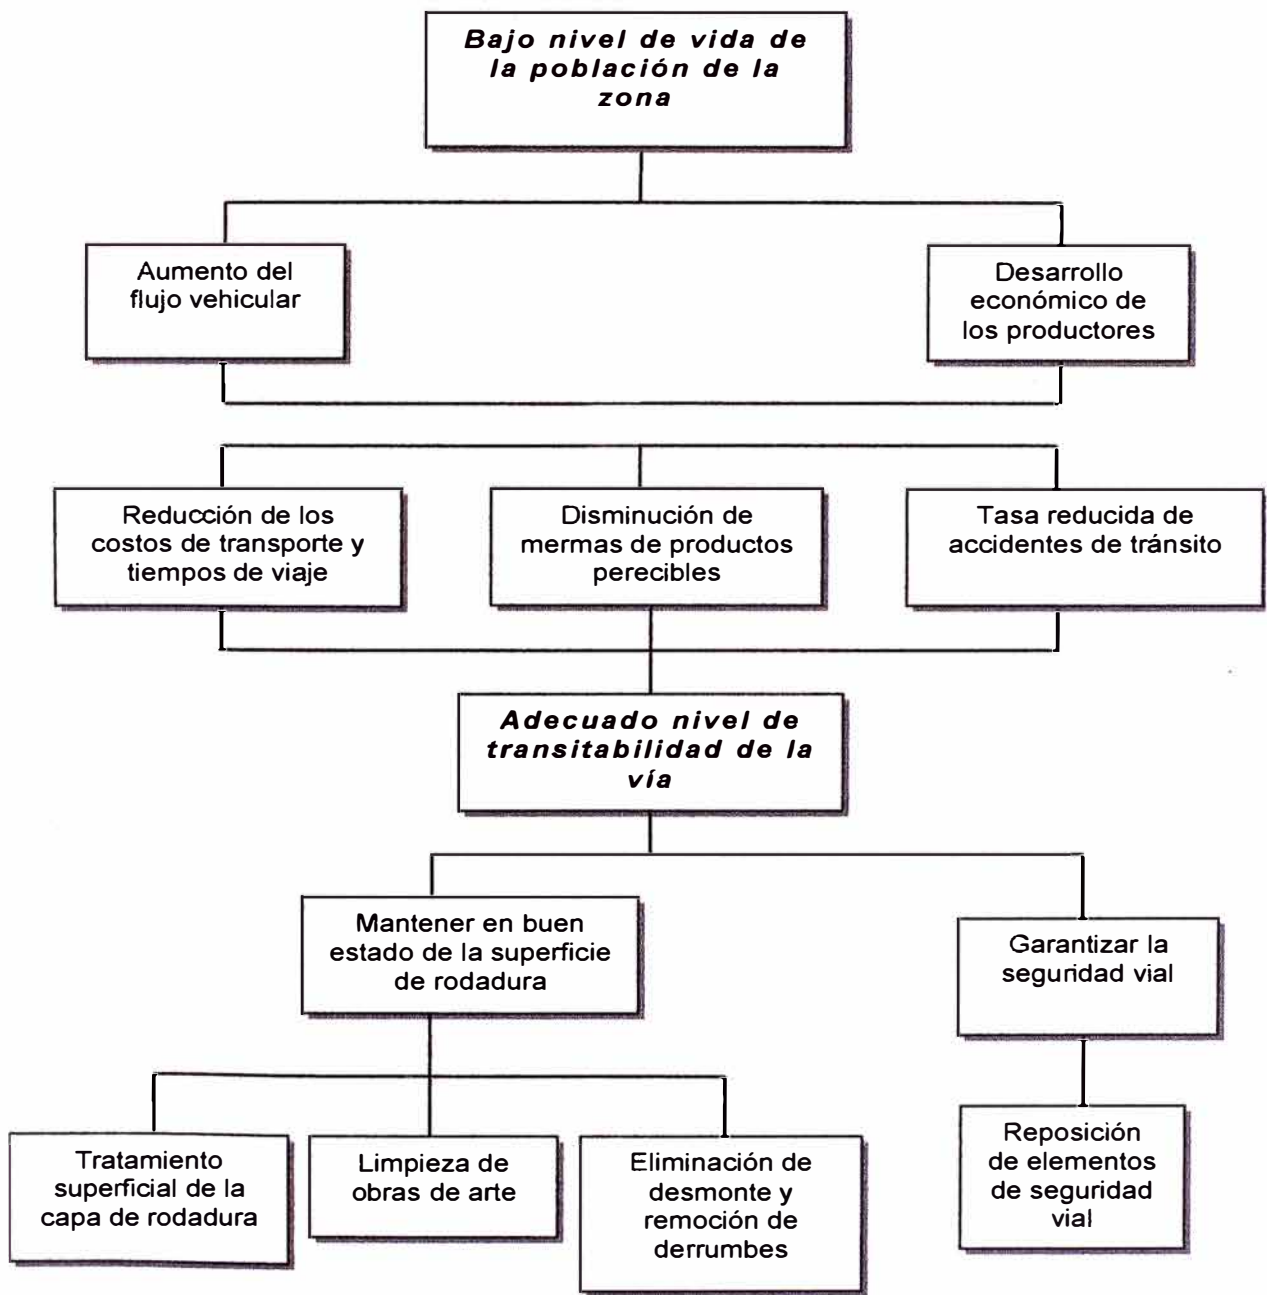 Bajo nivel de vida de
la población de la
zona
Aumento del
flujo vehicular
Desarrollo
económico de
los productores
Reducción de los
costos de transporte y
tiempos de viaje
Disminución de
mermas de productos
perecibles
Tasa reducida de
accidentes de tránsito
Adecuado nivel de
transitabilidad de la
vía
Mantener en buen
estado de la superficie
de rodadura
Garantizar la
seguridad vial
Tratamiento
superficial de la
capa de rodadura
Limpieza de
obras de arte
Eliminación de
desmonte y
remoción de
derrumbes
Reposición
de elementos
de seguridad
vial